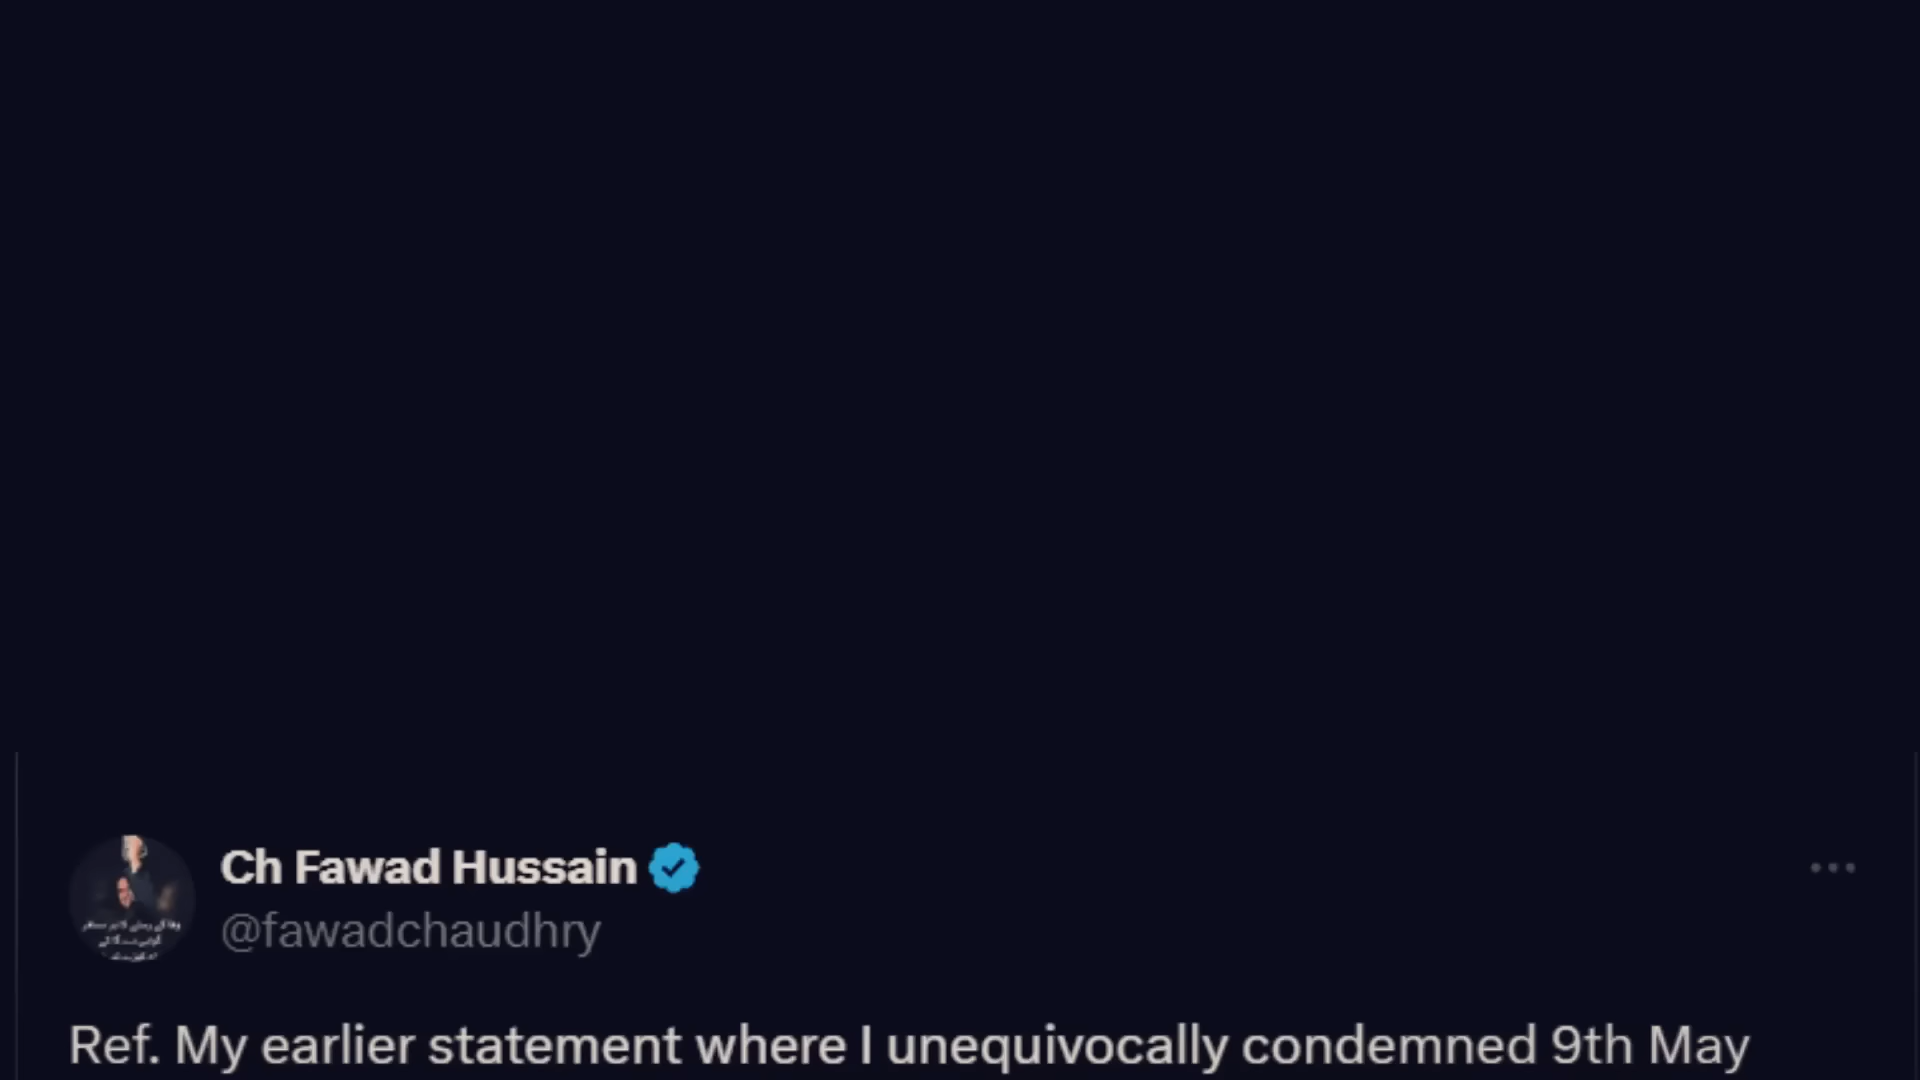 Ch Fawad Hussain
@fawadchaudhry
Ref. My earlier statement where I unequivocally condemned 9th May